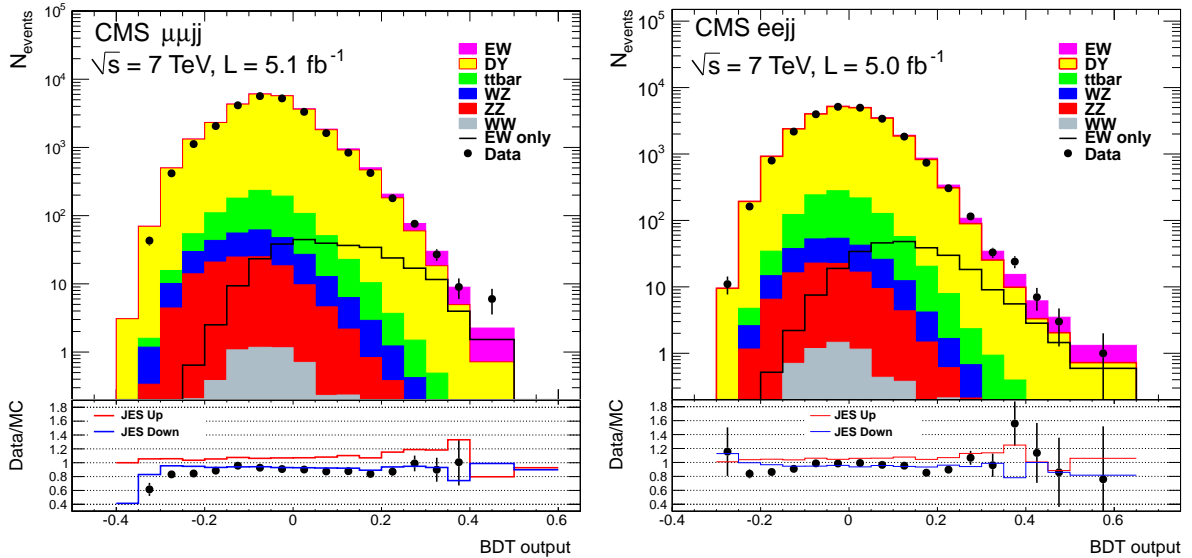 CMS μμjj
√s = 7 TeV, L = 5.1 fb⁻¹
N_events
10⁵
10⁴
10³
10²
10
1
EW
DY
ttbar
WZ
ZZ
WW
EW only
Data
Data/MC
1.8
1.6
1.4
1.2
1
0.8
0.6
0.4
JES Up
JES Down
-0.4 -0.2 0 0.2 0.4 0.6
BDT output
CMS eejj
√s = 7 TeV, L = 5.0 fb⁻¹
N_events
10⁵
10⁴
10³
10²
10
1
EW
DY
ttbar
WZ
ZZ
WW
EW only
Data
Data/MC
1.8
1.6
1.4
1.2
1
0.8
0.6
0.4
JES Up
JES Down
-0.4 -0.2 0 0.2 0.4 0.6
BDT output